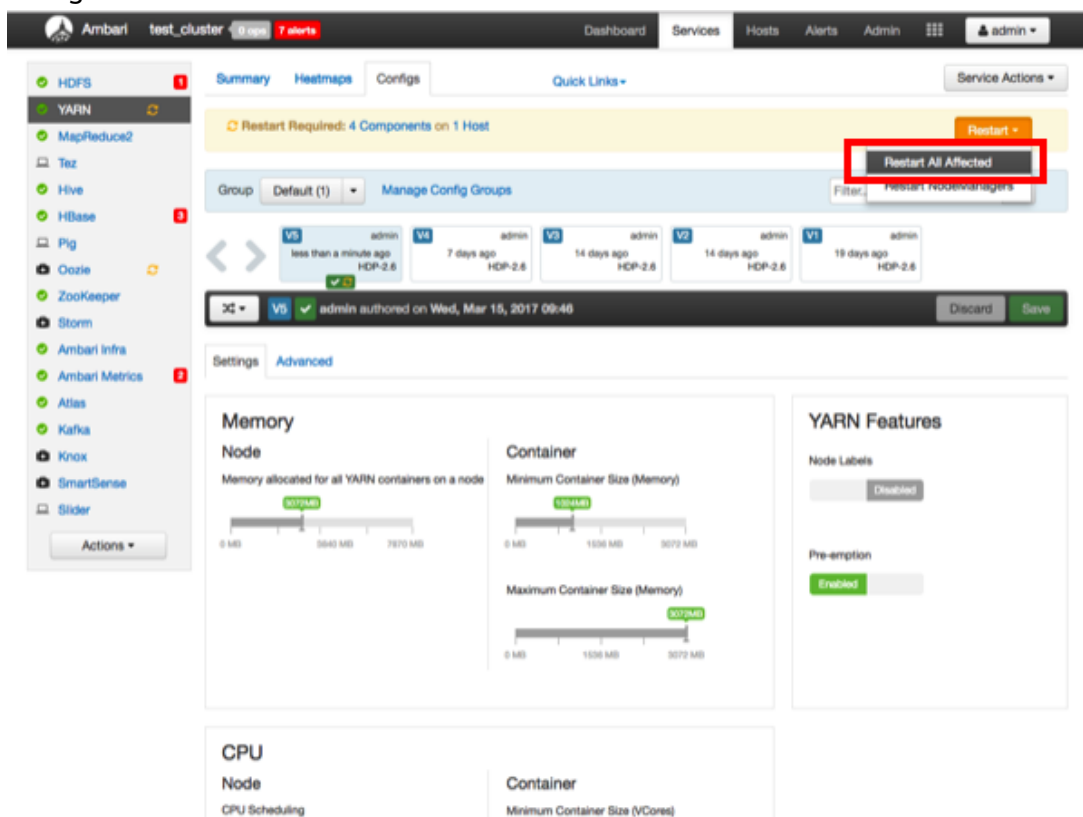 Ambari test_cluster 0 ops 7 alerts Dashboard Services Hosts Alerts Admin admin
HDFS 1
YARN
MapReduce2
Tez
Hive
HBase 3
Pig
Oozie
ZooKeeper
Storm
Ambari Infra
Ambari Metrics 2
Atlas
Kafka
Knox
SmartSense
Slider
Actions
Summary Heatmaps Configs Quick Links Service Actions
Restart Required: 4 Components on 1 Host Restart
Restart All Affected
Restart NodeManagers
Group Default (1) Manage Config Groups Filter...
V5 admin
less than a minute ago
HDP-2.6
V4 admin
7 days ago
HDP-2.6
V3 admin
14 days ago
HDP-2.6
V2 admin
14 days ago
HDP-2.6
V1 admin
19 days ago
HDP-2.6
V5 admin authored on Wed, Mar 15, 2017 09:46 Discard Save
Settings Advanced
Memory
Node
Memory allocated for all YARN containers on a node
3072MB
0 MB 3840 MB 7870 MB
Container
Minimum Container Size (Memory)
1024MB
0 MB 1536 MB 3072 MB
Maximum Container Size (Memory)
3072MB
0 MB 1536 MB 3072 MB
YARN Features
Node Labels
Disabled
Pre-emption
Enabled
CPU
Node
CPU Scheduling
Container
Minimum Container Size (VCores)